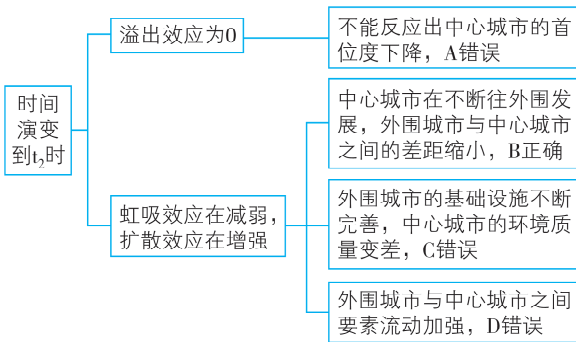 时间
演变
到t₂时
溢出效应为0
不能反应出中心城市的首
位度下降，A错误
虹吸效应在减弱，
扩散效应在增强
中心城市在不断往外围发
展，外围城市与中心城市
之间的差距缩小，B正确
外围城市的基础设施不断
完善，中心城市的环境质
量变差，C错误
外围城市与中心城市之间
要素流动加强，D错误